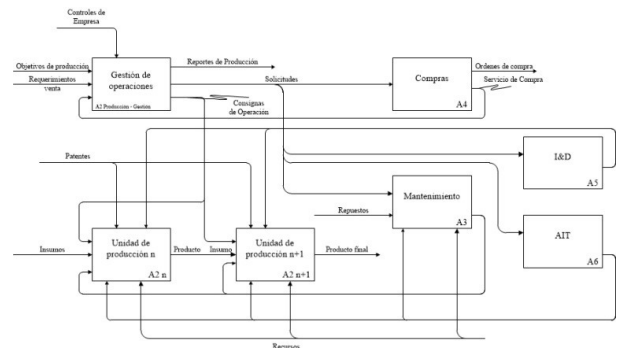 Controles de
Empresa
Objetivos de producción
Requerimientos
venta
Gestión de
operaciones
A2 Producción - Gestión
Reportes de Producción
Solicitudes
Consignas
de Operación
Compras
A4
Ordenes de compra
Servicio de Compra
I&D
A5
Patentes
Mantenimiento
A3
Repuestos
AIT
A6
Insumos
Unidad de
producción n
A2 n
Producto
Insumo
Unidad de
producción n+1
A2 n+1
Producto final
Recursos